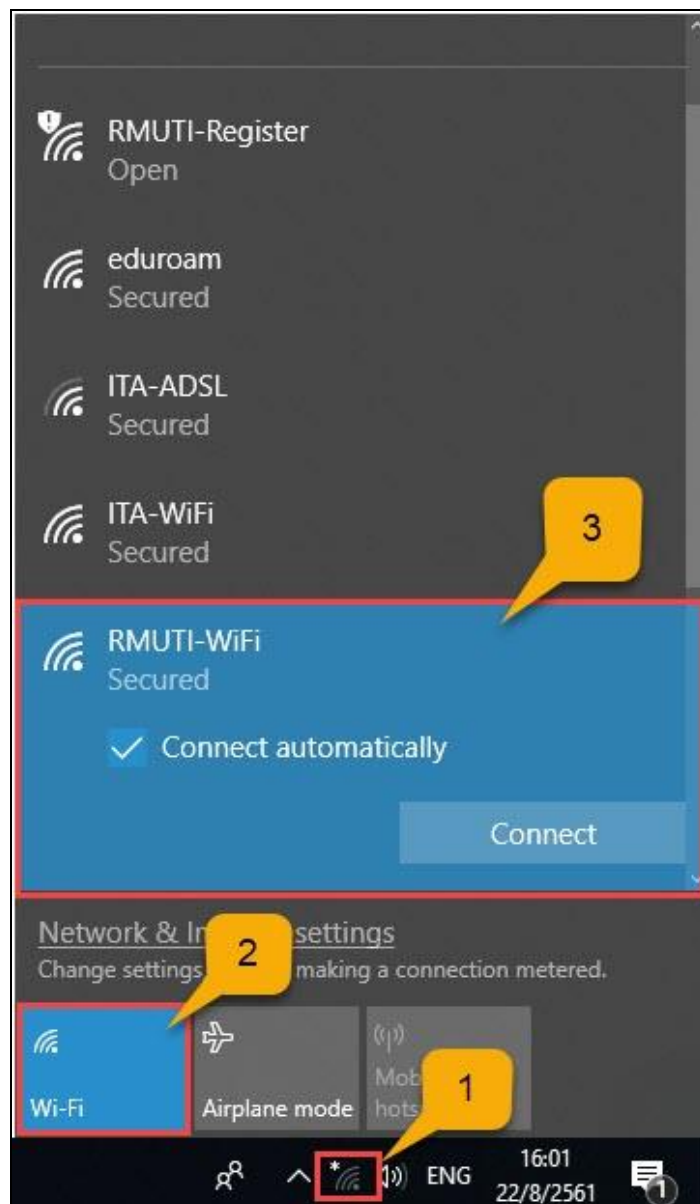 RMUTI-Register
Open
eduroam
Secured
ITA-ADSL
Secured
ITA-WiFi
Secured
3
RMUTI-WiFi
Secured
Connect automatically
Connect
Network & In settings
2
Change settings making a connection metered.
Wi-Fi
Airplane mode
1
ENG
16:01
22/8/2561
1